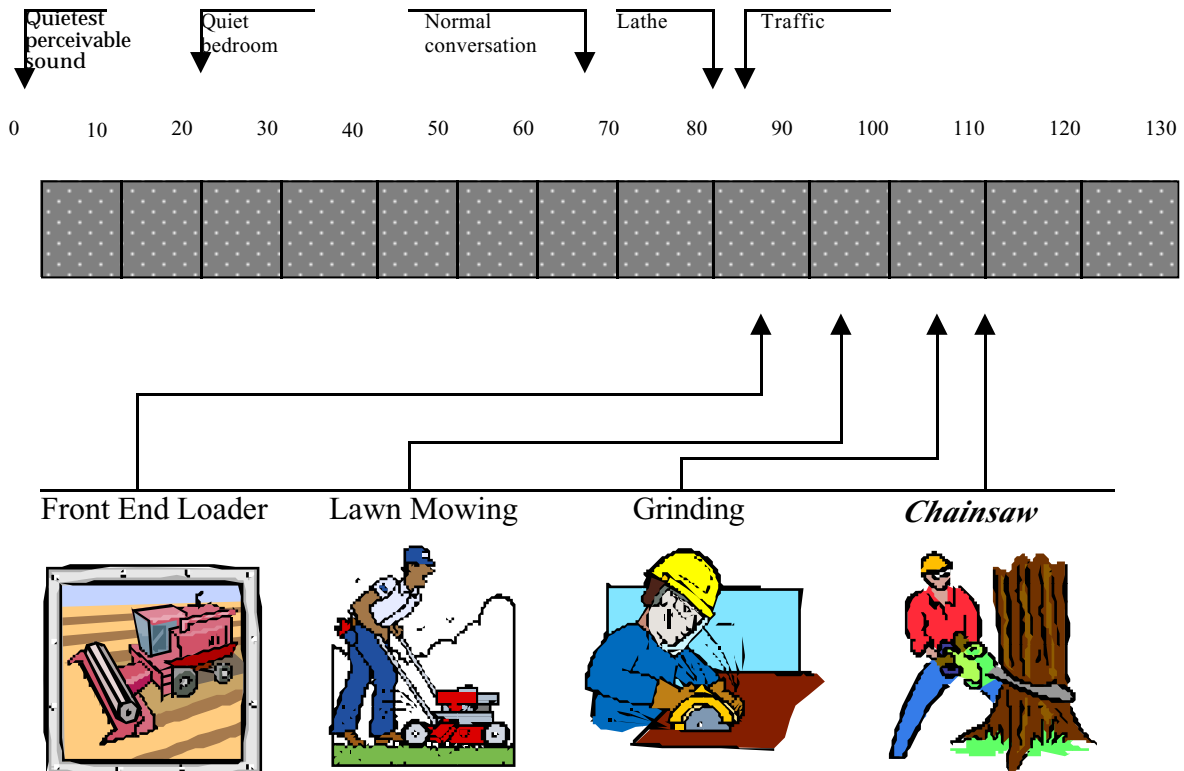 Quietest
perceivable
sound
Quiet
bedroom
Normal
conversation
Lathe
Traffic
0 10 20 30 40 50 60 70 80 90 100 110 120 130
Front End Loader
Lawn Mowing
Grinding
Chainsaw